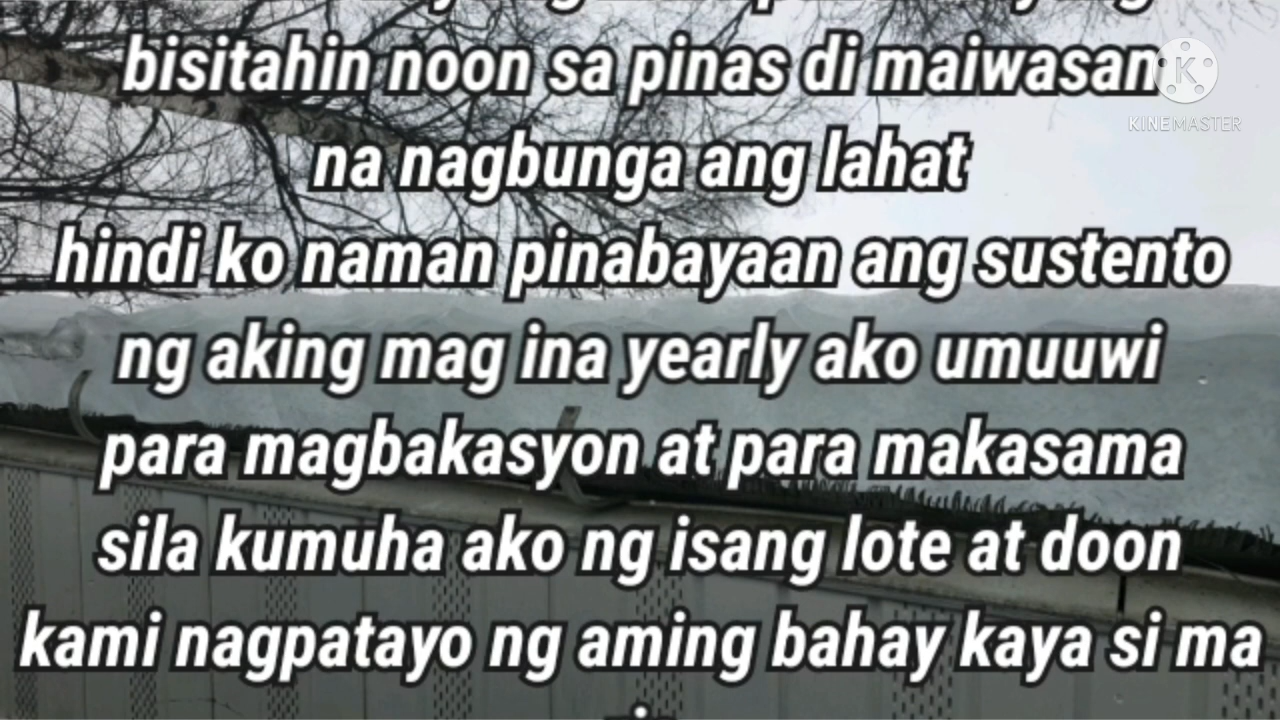 bisitahin noon sa pinas di maiwasan
na nagbunga ang lahat
hindi ko naman pinabayaan ang sustento
ng aking mag ina yearly ako umuuwi
para magbakasyon at para makasama
sila kumuha ako ng isang lote at doon
kami nagpatayo ng aming bahay kaya si ma
KINEMASTER